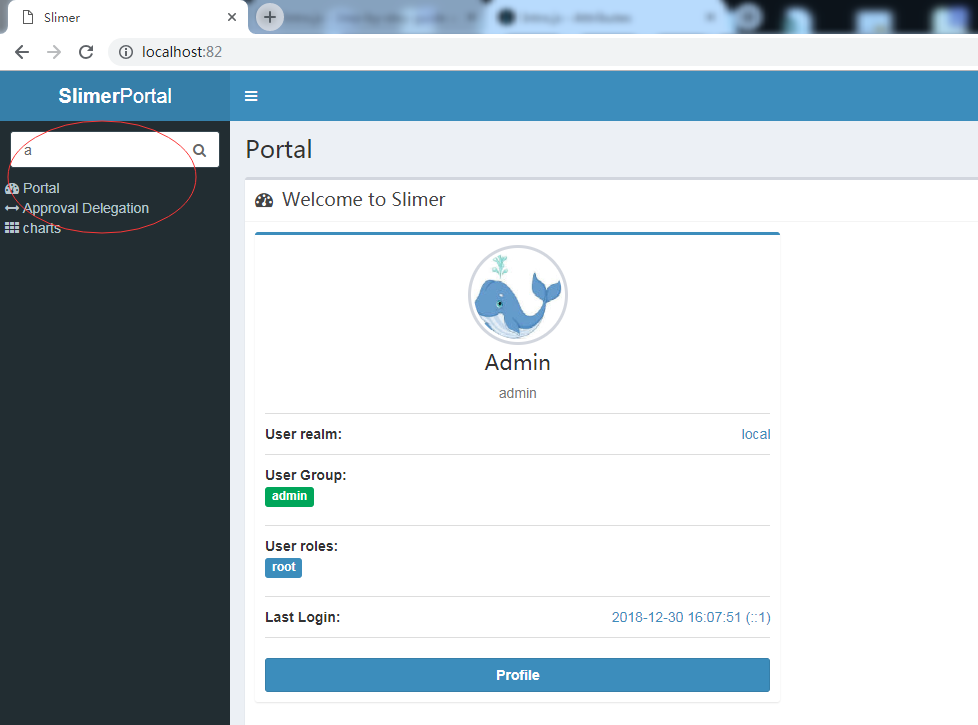 Slimer
localhost:82
SlimerPortal
a
Portal
Approval Delegation
charts
Portal
Welcome to Slimer
Admin
admin
User realm: local
User Group:
admin
User roles:
root
Last Login: 2018-12-30 16:07:51 (::1)
Profile